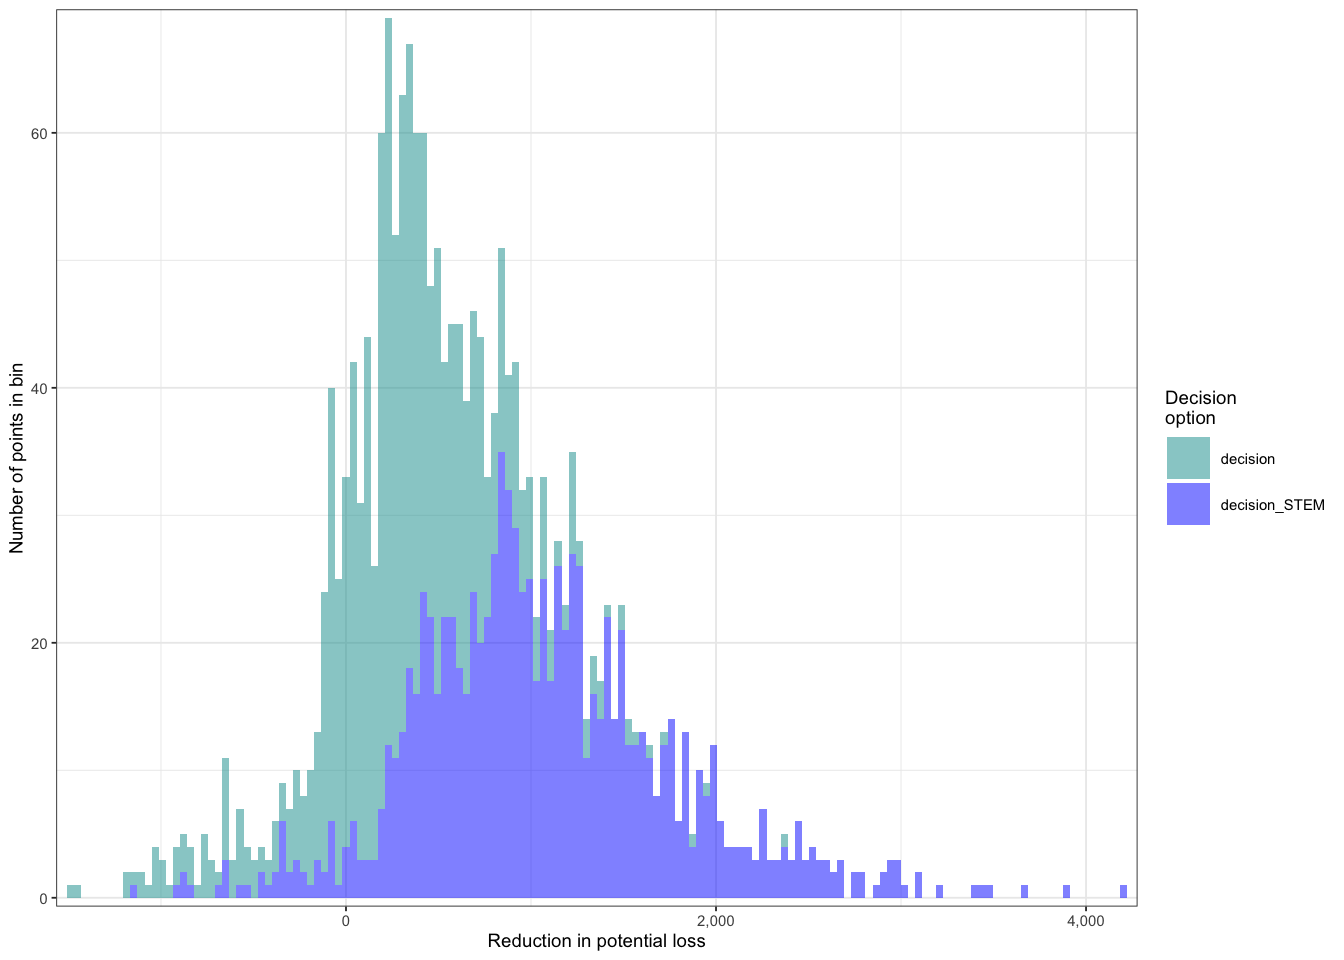 60
40
20
0
Number of points in bin
0
2,000
4,000
Reduction in potential loss
Decision
option
decision
decision_STEM